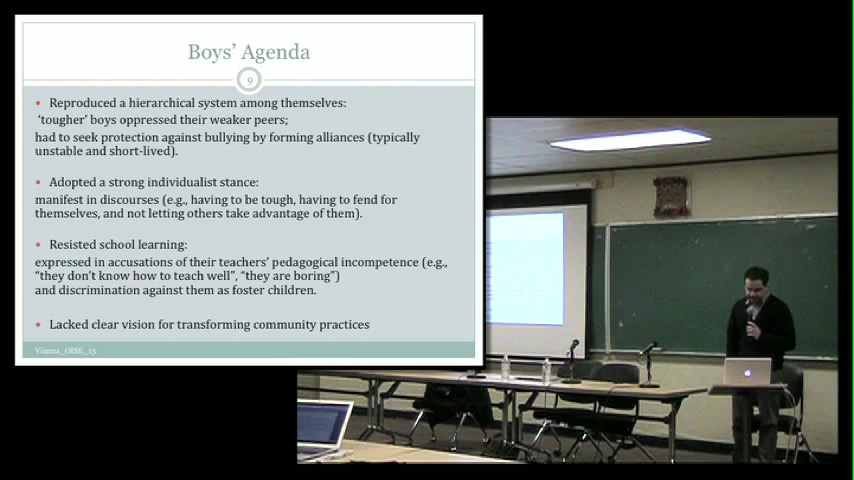 Boys' Agenda
9
• Reproduced a hierarchical system among themselves:
'tougher' boys oppressed their weaker peers;
had to seek protection against bullying by forming alliances (typically
unstable and short-lived).
• Adopted a strong individualist stance:
manifest in discourses (e.g., having to be tough, having to fend for
themselves, and not letting others take advantage of them).
• Resisted school learning:
expressed in accusations of their teachers' pedagogical incompetence (e.g.,
"they don't know how to teach well", "they are boring")
and discrimination against them as foster children.
• Lacked clear vision for transforming community practices
Vianna_OISE_13